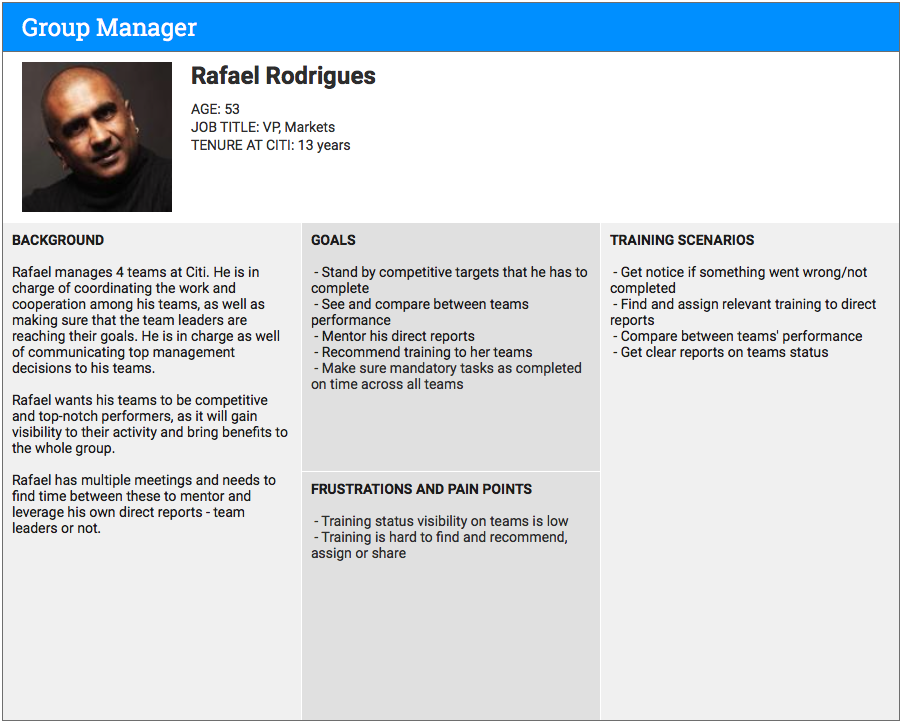 Group Manager
Rafael Rodrigues
AGE: 53
JOB TITLE: VP, Markets
TENURE AT CITI: 13 years
BACKGROUND
Rafael manages 4 teams at Citi. He is in
charge of coordinating the work and
cooperation among his teams, as well as
making sure that the team leaders are
reaching their goals. He is in charge as well
of communicating top management
decisions to his teams.
Rafael wants his teams to be competitive
and top-notch performers, as it will gain
visibility to their activity and bring benefits to
the whole group.
Rafael has multiple meetings and needs to
find time between these to mentor and
leverage his own direct reports - team
leaders or not.
GOALS
- Stand by competitive targets that he has to
complete
- See and compare between teams
performance
- Mentor his direct reports
- Recommend training to her teams
- Make sure mandatory tasks as completed
on time across all teams
FRUSTRATIONS AND PAIN POINTS
- Training status visibility on teams is low
- Training is hard to find and recommend,
assign or share
TRAINING SCENARIOS
- Get notice if something went wrong/not
completed
- Find and assign relevant training to direct
reports
- Compare between teams' performance
- Get clear reports on teams status